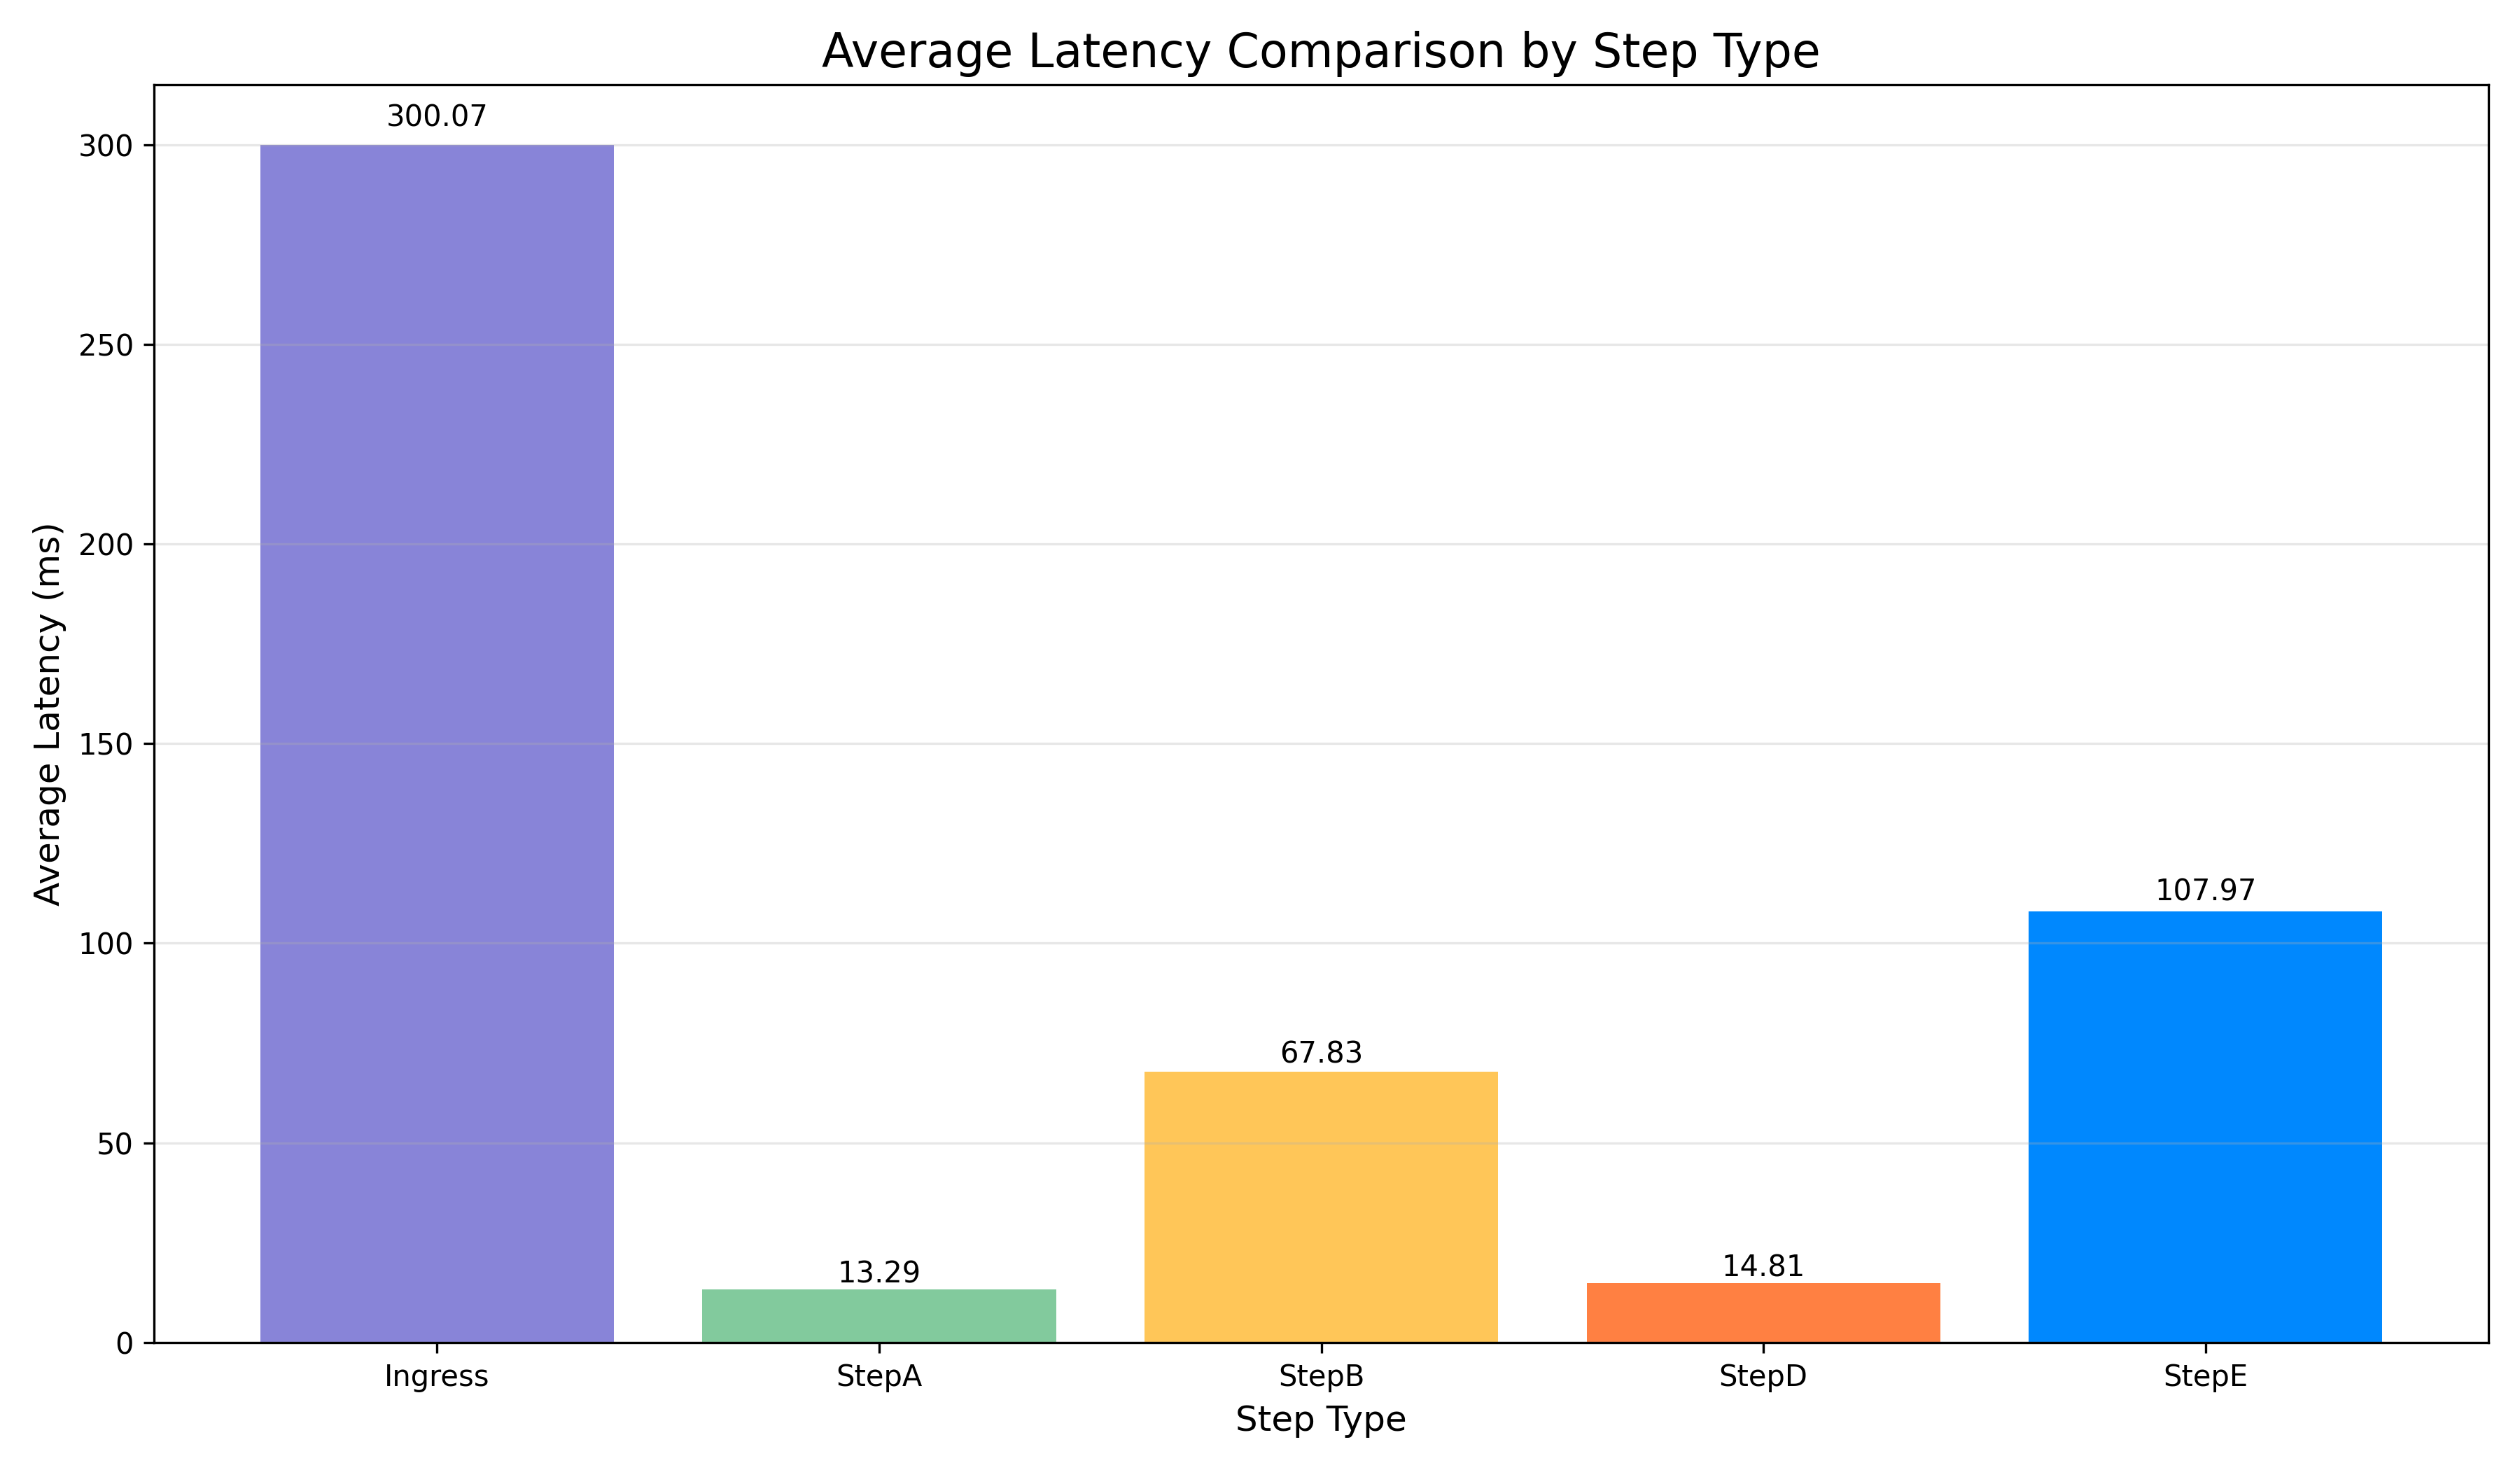 Average Latency Comparison by Step Type
Average Latency (ms)
300
250
200
150
100
50
0
300.07
13.29
67.83
14.81
107.97
Ingress
StepA
StepB
StepD
StepE
Step Type